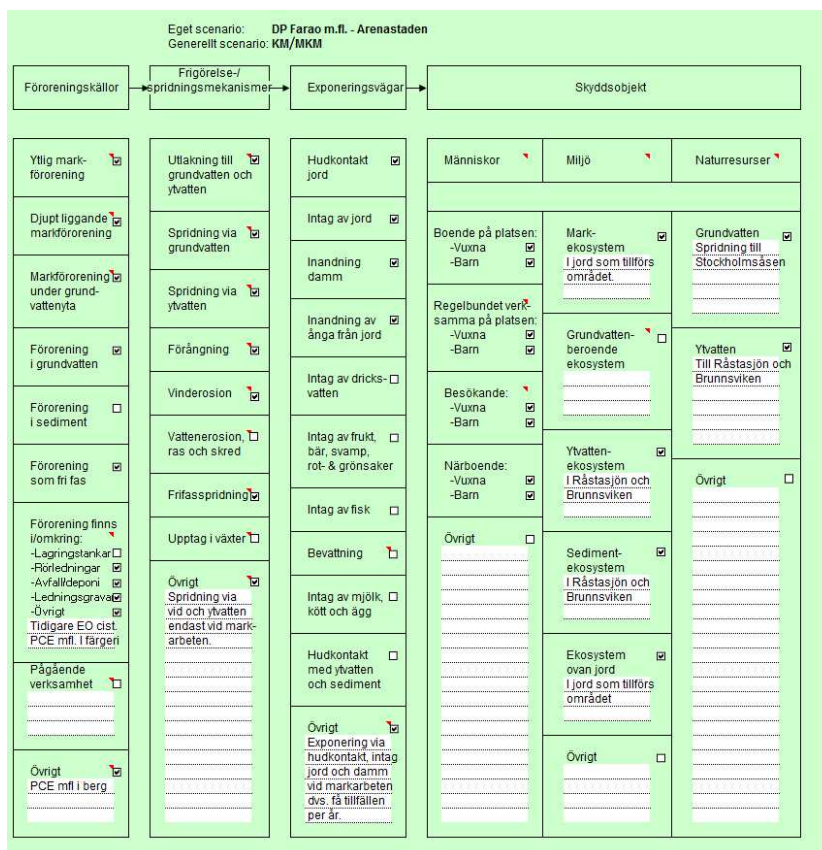 Eget scenario: DP Farao m.fl. - Arenastaden
Generellt scenario: KM/MKM
Föroreningskällor
Frigörelse-/
spridningsmekanismer
Exponeringsvägar
Skyddsobjekt
Ytlig mark-
förorening
Djupt liggande
markförorening
Markförorening
under grund-
vattenyta
Förorening
i grundvatten
Förorening
i sediment
Förorening
som fri fas
Förorening finns
i/omkring:
-Lagringstankar
-Rörledningar
-Avfall/deponi
-Ledningsgravar
-Övrigt
Tidigare EO cist.
PCE mfl. I färgeri
Pågående
verksamhet
Övrigt
PCE mfl i berg
Utlakning till
grundvatten och
ytvatten
Spridning via
grundvatten
Spridning via
ytvatten
Förångning
Vinderosion
Vattenerosion,
ras och skred
Frifasspridning
Upptag i växter
Övrigt
Spridning via
vid och ytvatten
endast vid mark-
arbeten.
Hudkontakt
jord
Intag av jord
Inandning
damm
Inandning av
ånga från jord
Intag av dricks-
vatten
Intag av frukt,
bär, svamp,
rot- & grönsaker
Intag av fisk
Bevattning
Intag av mjölk,
kött och ägg
Hudkontakt
med ytvatten
och sediment
Övrigt
Exponering via
hudkontakt, intag
jord och damm
vid markarbeten
dvs. få tillfällen
per år.
Människor
Boende på platsen:
-Vuxna
-Barn
Regelbundet verk-
samma på platsen:
-Vuxna
-Barn
Besökande:
-Vuxna
-Barn
Närboende:
-Vuxna
-Barn
Övrigt
Miljö
Mark-
ekosystem
I jord som tillförs
området.
Grundvatten-
beroende
ekosystem
Ytvatten-
ekosystem
I Råstasjön och
Brunnsviken
Sediment-
ekosystem
I Råstasjön och
Brunnsviken
Ekosystem
ovan jord
I jord som tillförs
området
Övrigt
Naturresurser
Grundvatten
Spridning till
Stockholmsåsen
Ytvatten
Till Råstasjön och
Brunnsviken
Övrigt